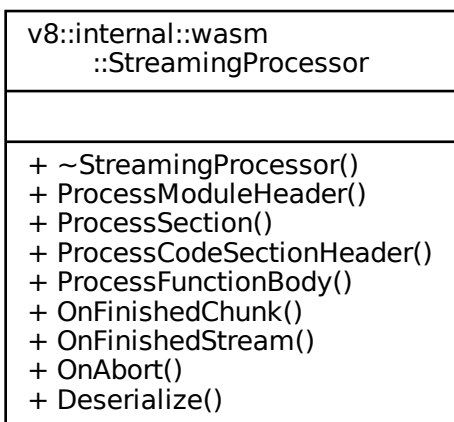 v8::internal::wasm
::StreamingProcessor
+ ~StreamingProcessor()
+ ProcessModuleHeader()
+ ProcessSection()
+ ProcessCodeSectionHeader()
+ ProcessFunctionBody()
+ OnFinishedChunk()
+ OnFinishedStream()
+ OnAbort()
+ Deserialize()